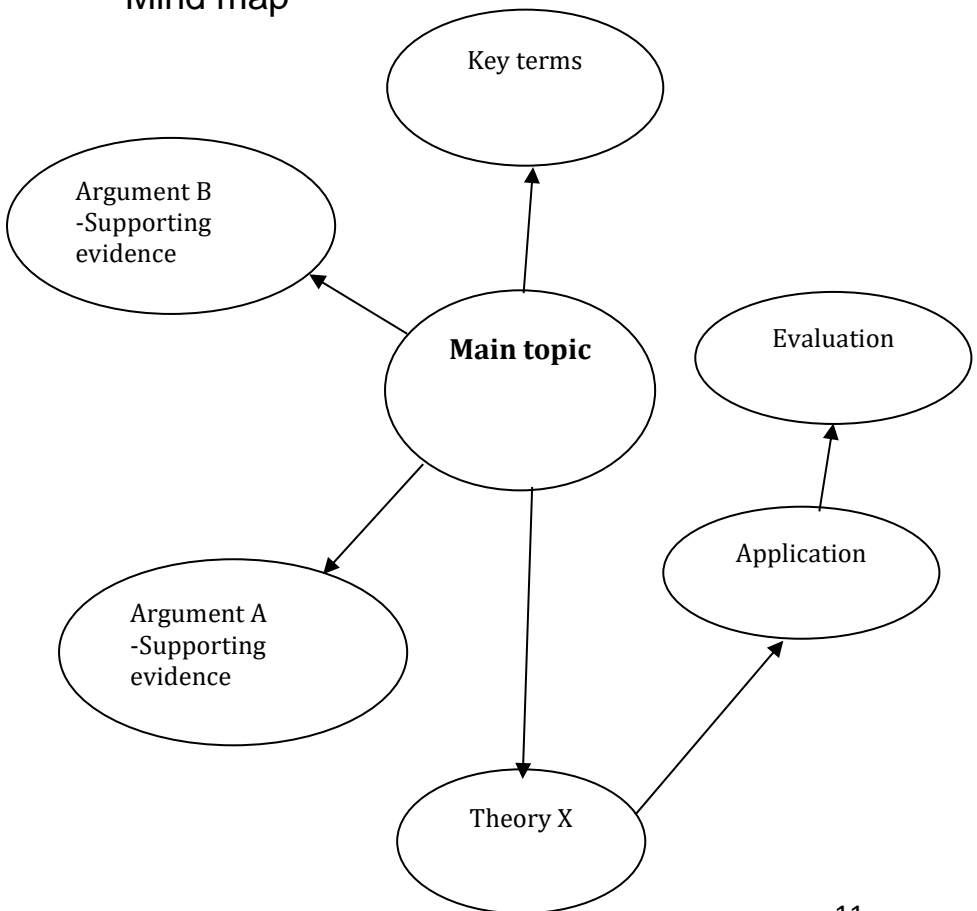 Mind map
Key terms
Argument B
-Supporting
evidence
Main topic
Evaluation
Application
Argument A
-Supporting
evidence
Theory X
11